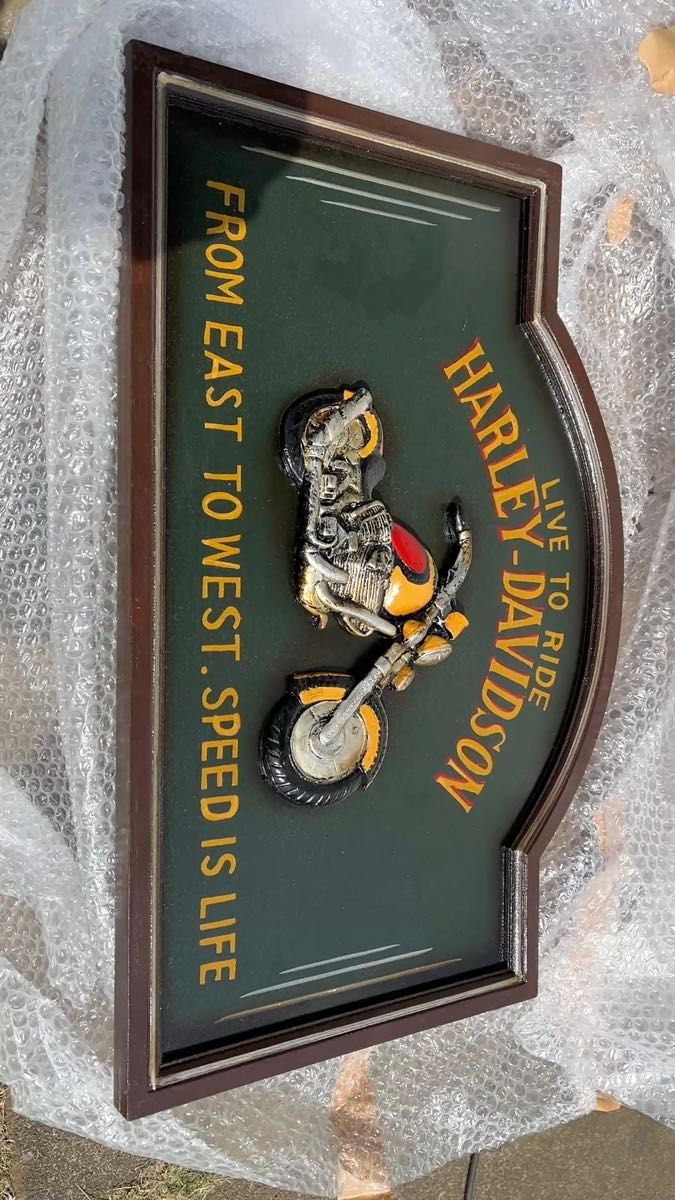 LIVE TO RIDE
HARLEY-DAVIDSON
FROM EAST TO WEST. SPEED IS LIFE